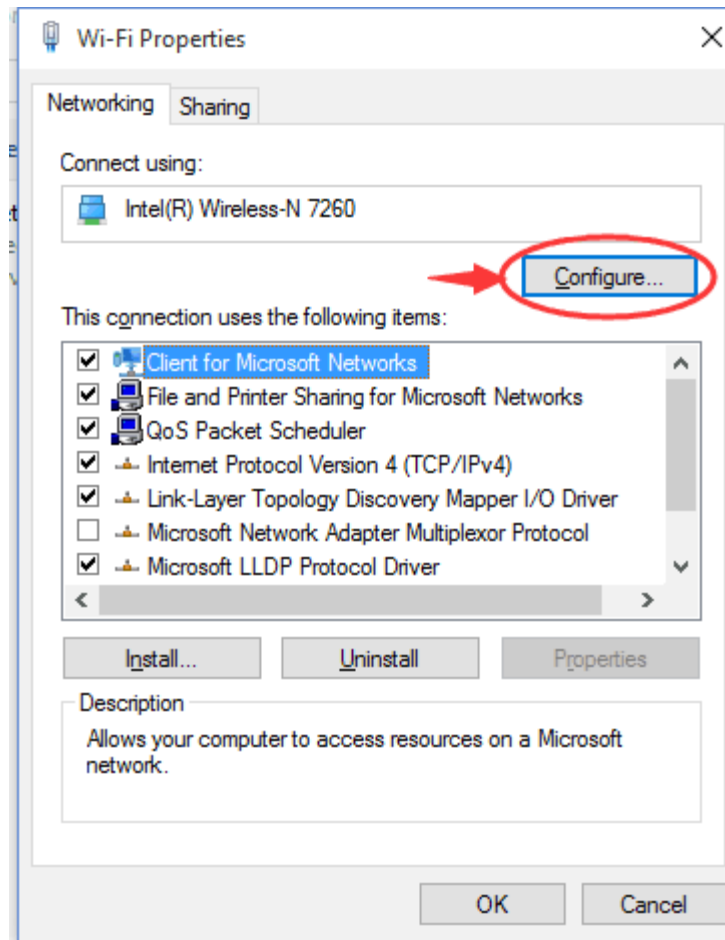 Wi-Fi Properties
Networking
Sharing
Connect using:
Intel(R) Wireless-N 7260
Configure...
This connection uses the following items:
Client for Microsoft Networks
File and Printer Sharing for Microsoft Networks
QoS Packet Scheduler
Internet Protocol Version 4 (TCP/IPv4)
Link-Layer Topology Discovery Mapper I/O Driver
Microsoft Network Adapter Multiplexor Protocol
Microsoft LLDP Protocol Driver
Install...
Uninstall
Properties
Description
Allows your computer to access resources on a Microsoft
network.
OK
Cancel